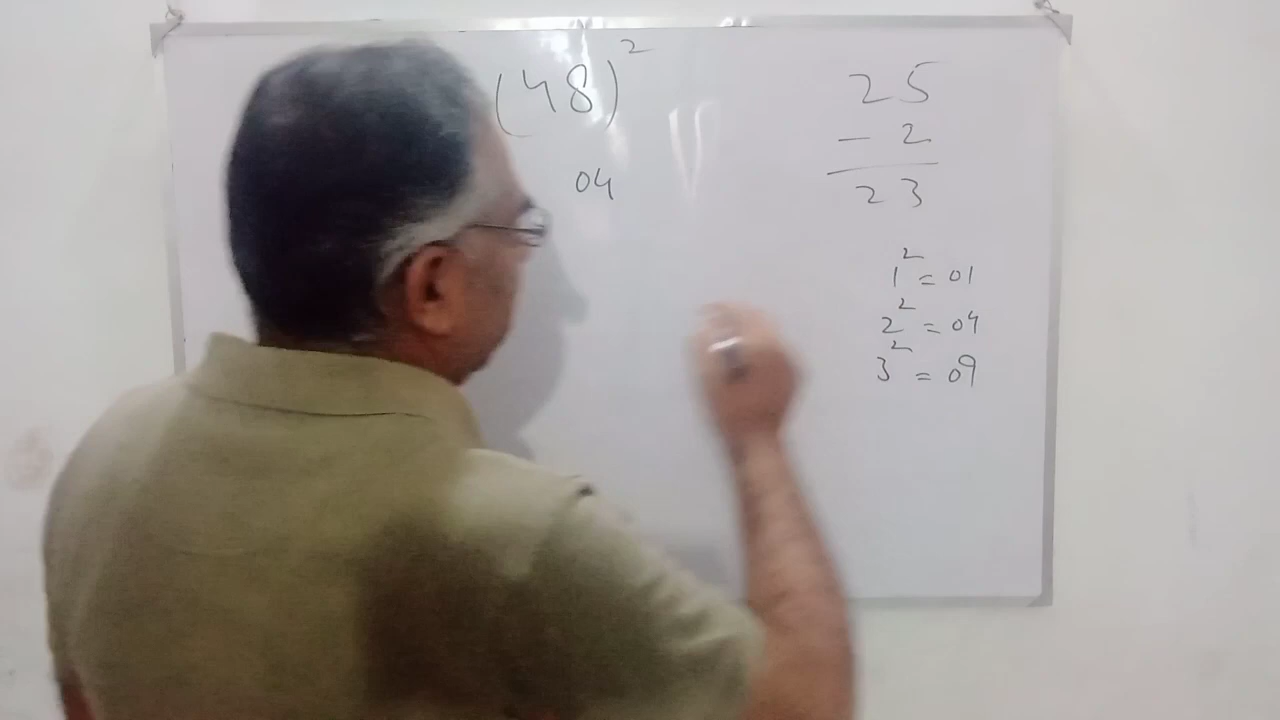 (48)²
04
25
- 2
23
1² = 01
2² = 04
3² = 09